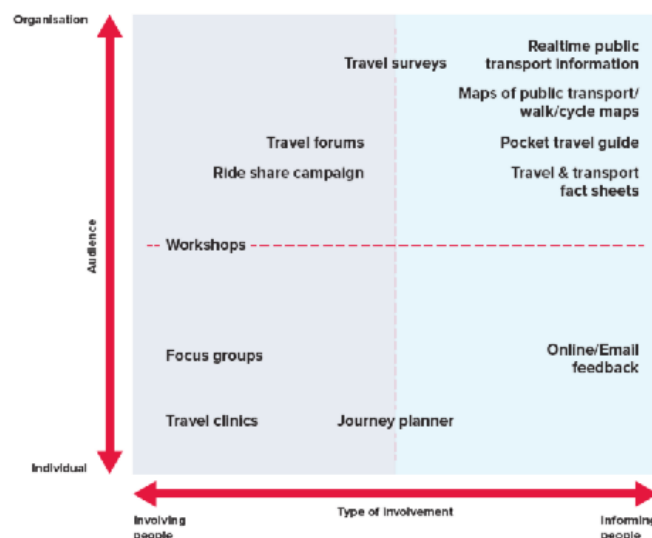 Organisation
Realtime public
Travel surveys transport information
Maps of public transport/
walk/cycle maps
Travel forums Pocket travel guide
Ride share campaign Travel & transport
fact sheets
Audience
Workshops
Focus groups Online/Email
feedback
Travel clinics Journey planner
Individual
Type of involvement
Involving Informing
people people